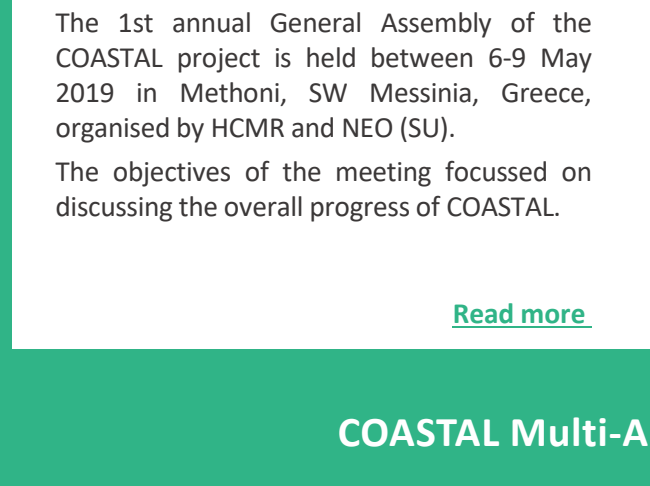 The 1st annual General Assembly of the
COASTAL project is held between 6-9 May
2019 in Methoni, SW Messinia, Greece,
organised by HCMR and NEO (SU).
The objectives of the meeting focussed on
discussing the overall progress of COASTAL.
Read more
COASTAL Multi-A